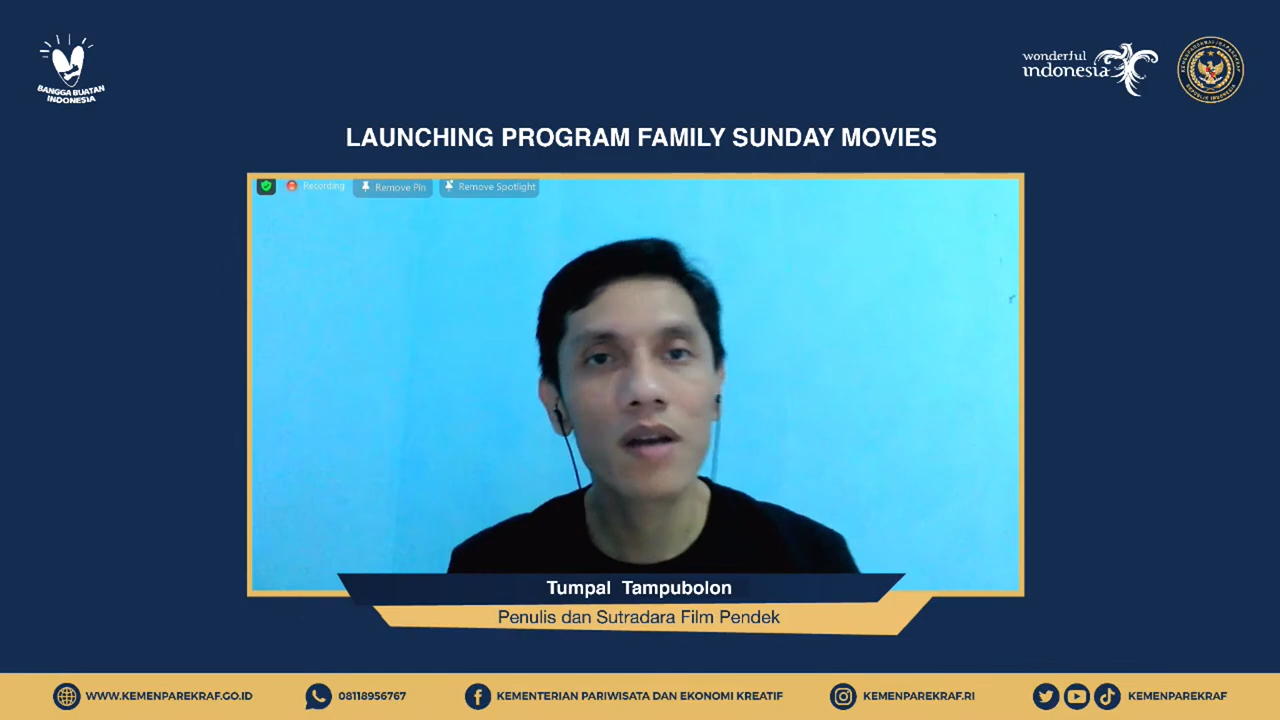 BANGGA BUATAN
INDONESIA
wonderful
indonesia
LAUNCHING PROGRAM FAMILY SUNDAY MOVIES
Recording
Remove Pin
Remove Spotlight
Tumpal Tampubolon
Penulis dan Sutradara Film Pendek
WWW.KEMENPAREKRAF.GO.ID
08118956767
KEMENTERIAN PARIWISATA DAN EKONOMI KREATIF
KEMENPAREKRAF.RI
KEMENPAREKRAF